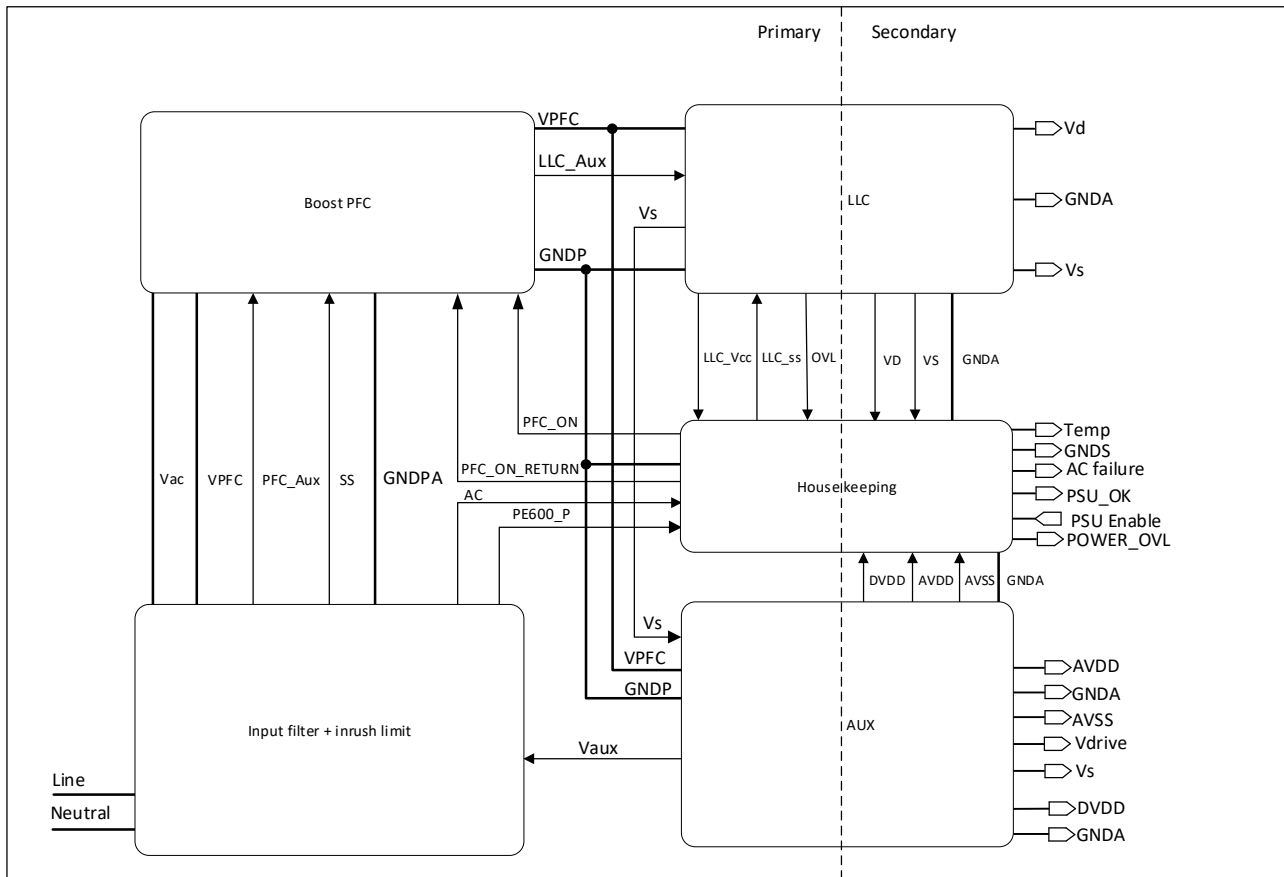 Primary
Secondary
VPFC
Vd
LLC_Aux
Boost PFC
LLC
GNDA
Vs
GNDP
Vs
LLC_Vcc
LLC_ss
OVL
VD
VS
GNDA
PFC_ON
Temp
GNDS
Vac
VPFC
PFC_Aux
SS
GNDPA
PFC_ON_RETURN
AC failure
House keeping
AC
PSU_OK
PE600_P
PSU Enable
POWER_OVL
DVDD
AVDD
AVSS
GNDA
Vs
VPFC
AVDD
GNDP
GNDA
AVSS
Input filter + inrush limit
AUX
Vdrive
Vaux
Vs
Line
DVDD
Neutral
GNDA